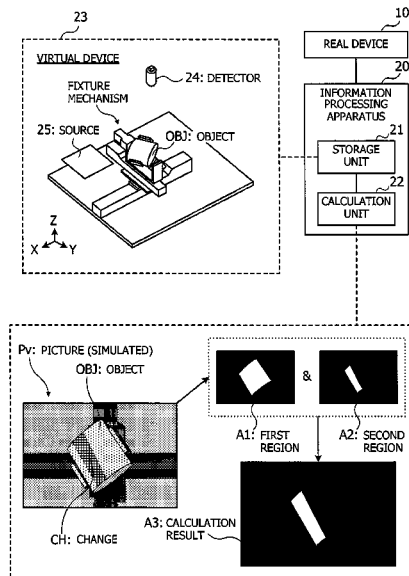 23
VIRTUAL DEVICE
24: DETECTOR
FIXTURE
MECHANISM
25: SOURCE
OBJ: OBJECT
Z
X
Y
10
REAL DEVICE
20
INFORMATION
PROCESSING
APPARATUS
21
STORAGE
UNIT
22
CALCULATION
UNIT
Pv: PICTURE (SIMULATED)
OBJ: OBJECT
CH: CHANGE
&
A1: FIRST
REGION
A2: SECOND
REGION
A3: CALCULATION
RESULT